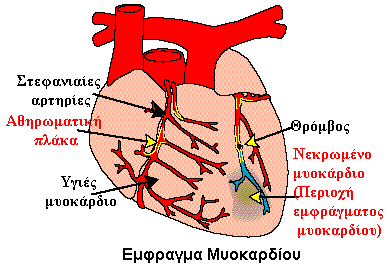 Στεφανιαίες
αρτηρίες
Αθηρωματική
πλάκα
Υγιές
μυοκάρδιο
Θρόμβος
Νεκρωμένο
μυοκάρδιο
(Περιοχή
εμφράγματος
μυοκαρδίου)
Εμφραγμα Μυοκαρδίου